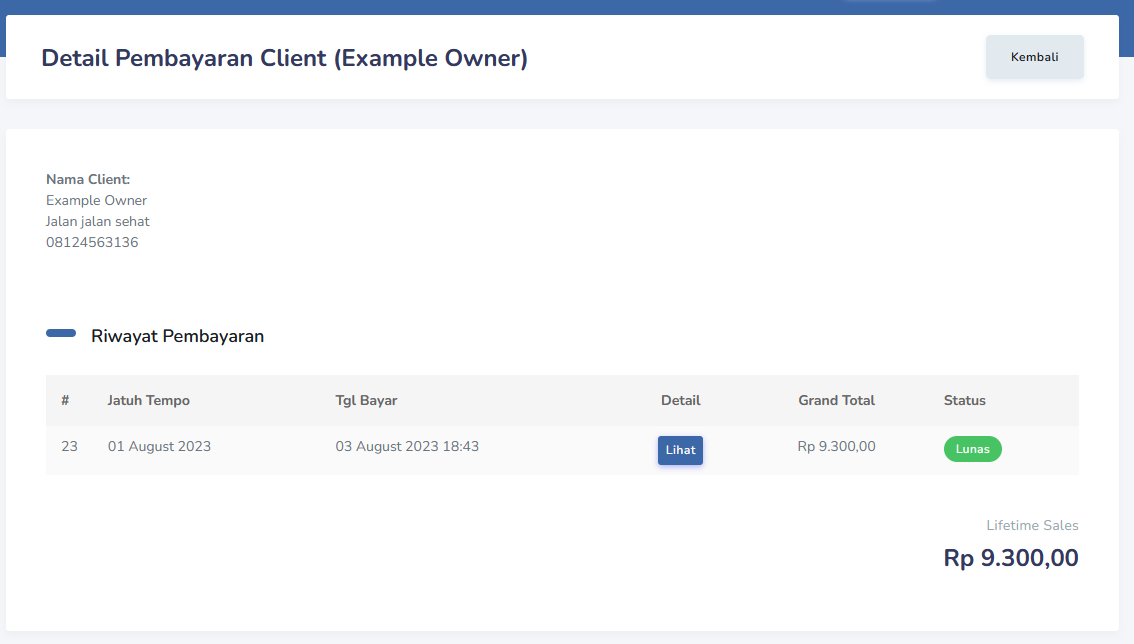 Detail Pembayaran Client (Example Owner)
Kembali
Nama Client:
Example Owner
Jalan jalan sehat
08124563136
Riwayat Pembayaran
# Jatuh Tempo Tgl Bayar Detail Grand Total Status
23 01 August 2023 03 August 2023 18:43 Lihat Rp 9.300,00 Lunas
Lifetime Sales
Rp 9.300,00